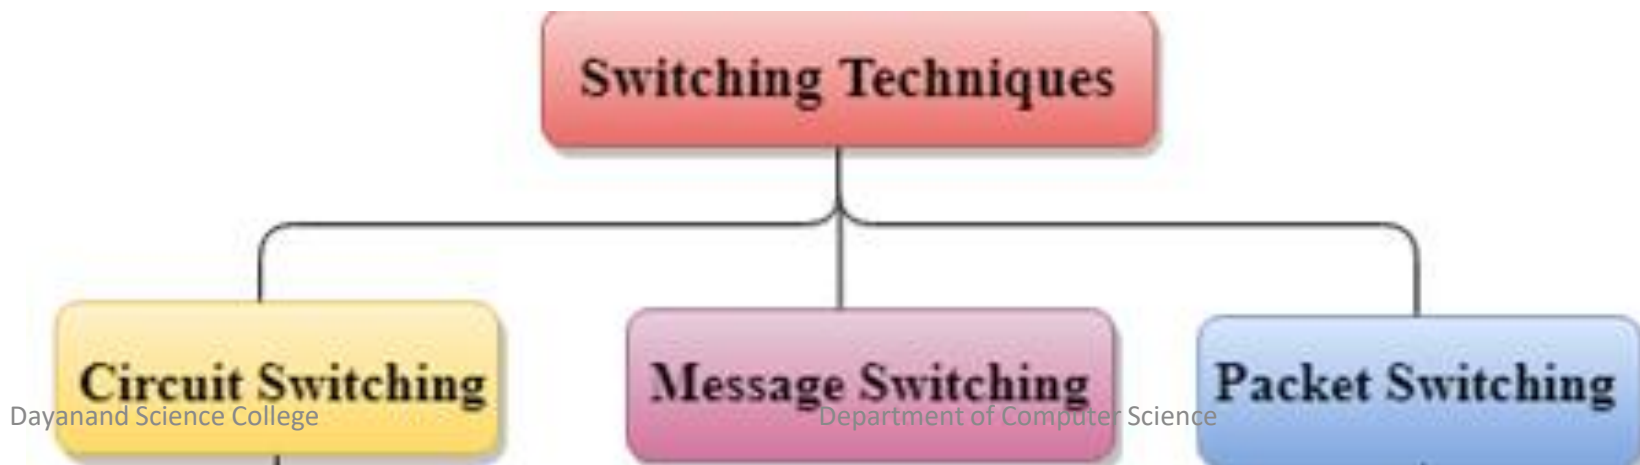 Switching Techniques
Circuit Switching
Message Switching
Packet Switching
Dayanand Science College
Department of Computer Science